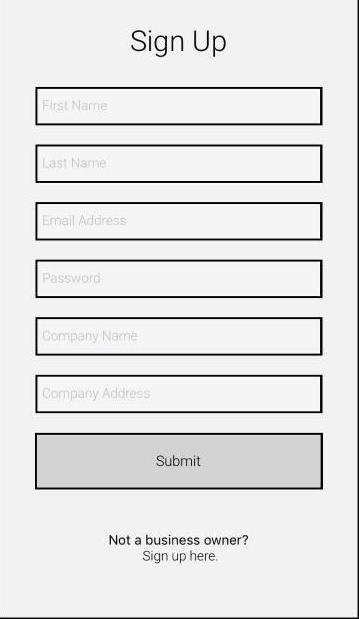 Sign Up
First Name
Last Name
Email Address
Password
Company Name
Company Address
Submit
Not a business owner?
Sign up here.